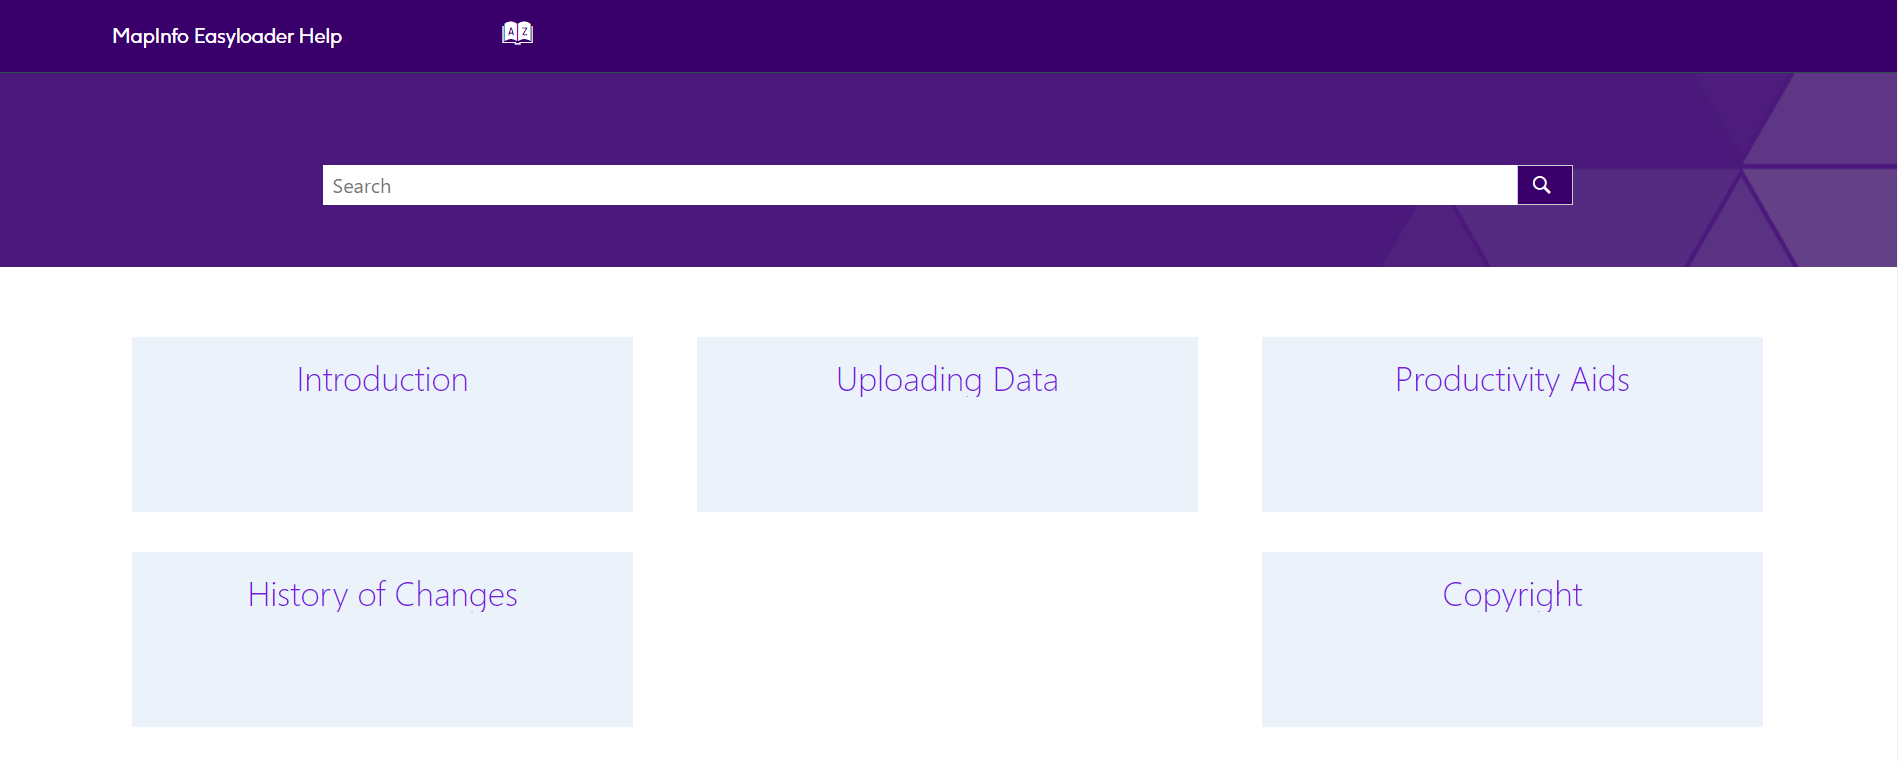 MapInfo Easyloader Help
A Z
Search
Introduction
Uploading Data
Productivity Aids
History of Changes
Copyright